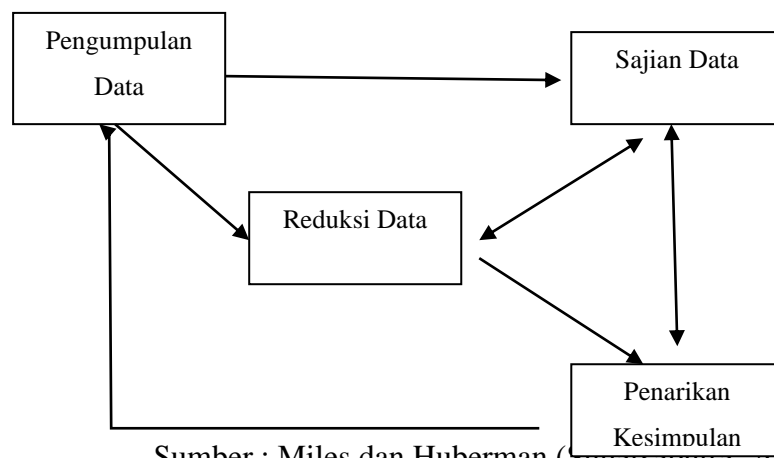 Pengumpulan
Data
Sajian Data
Reduksi Data
Penarikan
Kesimpulan
Sumber : Miles dan Huberman